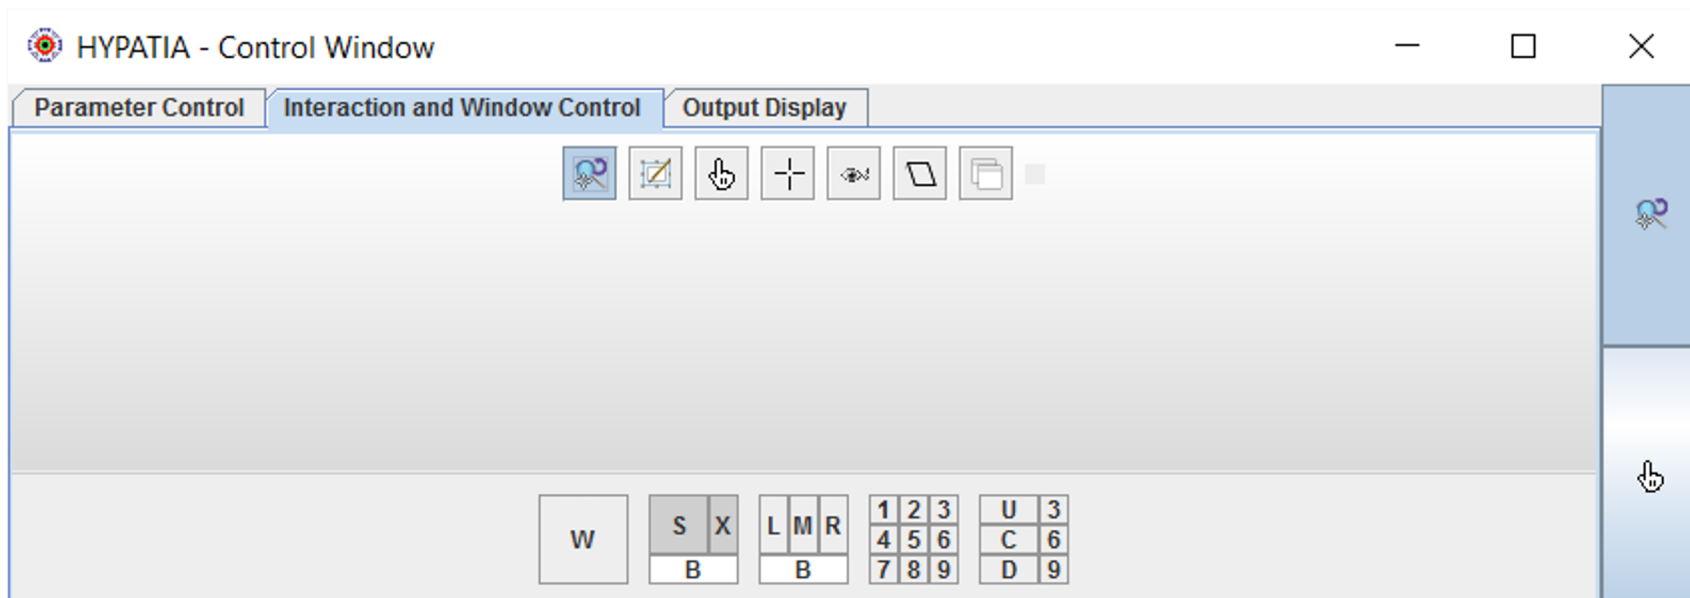 HYPATIA - Control Window
Parameter Control Interaction and Window Control Output Display
W S X B L M R B 1 2 3 4 5 6 7 8 9 U 3 C 6 D 9